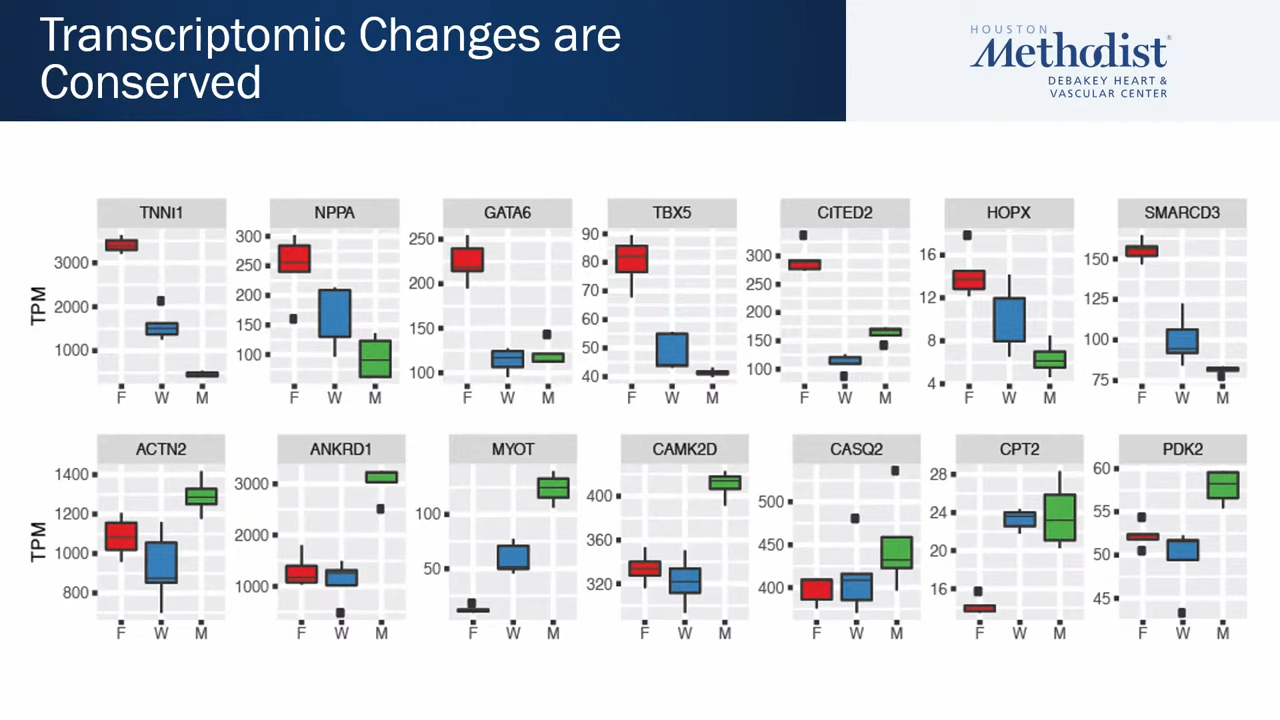 Transcriptomic Changes are
Conserved
HOUSTON
Methodist®
DEBAKEY HEART &
VASCULAR CENTER
TNNI1 NPPA GATA6 TBX5 CITED2 HOPX SMARCD3
TPM
3000
2000
1000
F W M
300
250
200
150
100
F W M
250
200
150
100
F W M
90
80
70
60
50
40
F W M
300
250
200
150
100
F W M
16
12
8
4
F W M
150
125
100
75
F W M
ACTN2 ANKRD1 MYOT CAMK2D CASQ2 CPT2 PDK2
TPM
1400
1200
1000
800
F W M
3000
2000
1000
F W M
100
50
F W M
400
360
320
F W M
500
450
400
F W M
28
24
20
16
F W M
60
55
50
45
F W M